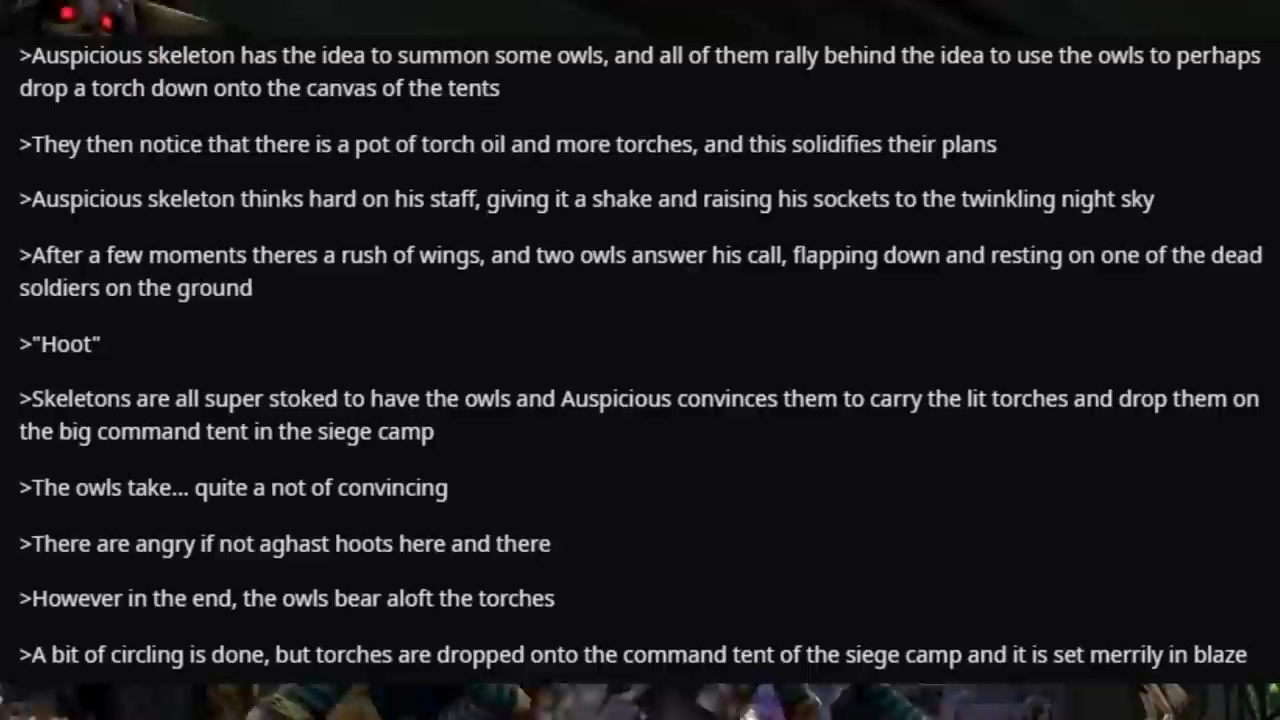 >Auspicious skeleton has the idea to summon some owls, and all of them rally behind the idea to use the owls to perhaps
drop a torch down onto the canvas of the tents
>They then notice that there is a pot of torch oil and more torches, and this solidifies their plans
>Auspicious skeleton thinks hard on his staff, giving it a shake and raising his sockets to the twinkling night sky
>After a few moments theres a rush of wings, and two owls answer his call, flapping down and resting on one of the dead
soldiers on the ground
>"Hoot"
>Skeletons are all super stoked to have the owls and Auspicious convinces them to carry the lit torches and drop them on
the big command tent in the siege camp
>The owls take... quite a not of convincing
>There are angry if not aghast hoots here and there
>However in the end, the owls bear aloft the torches
>A bit of circling is done, but torches are dropped onto the command tent of the siege camp and it is set merrily in blaze